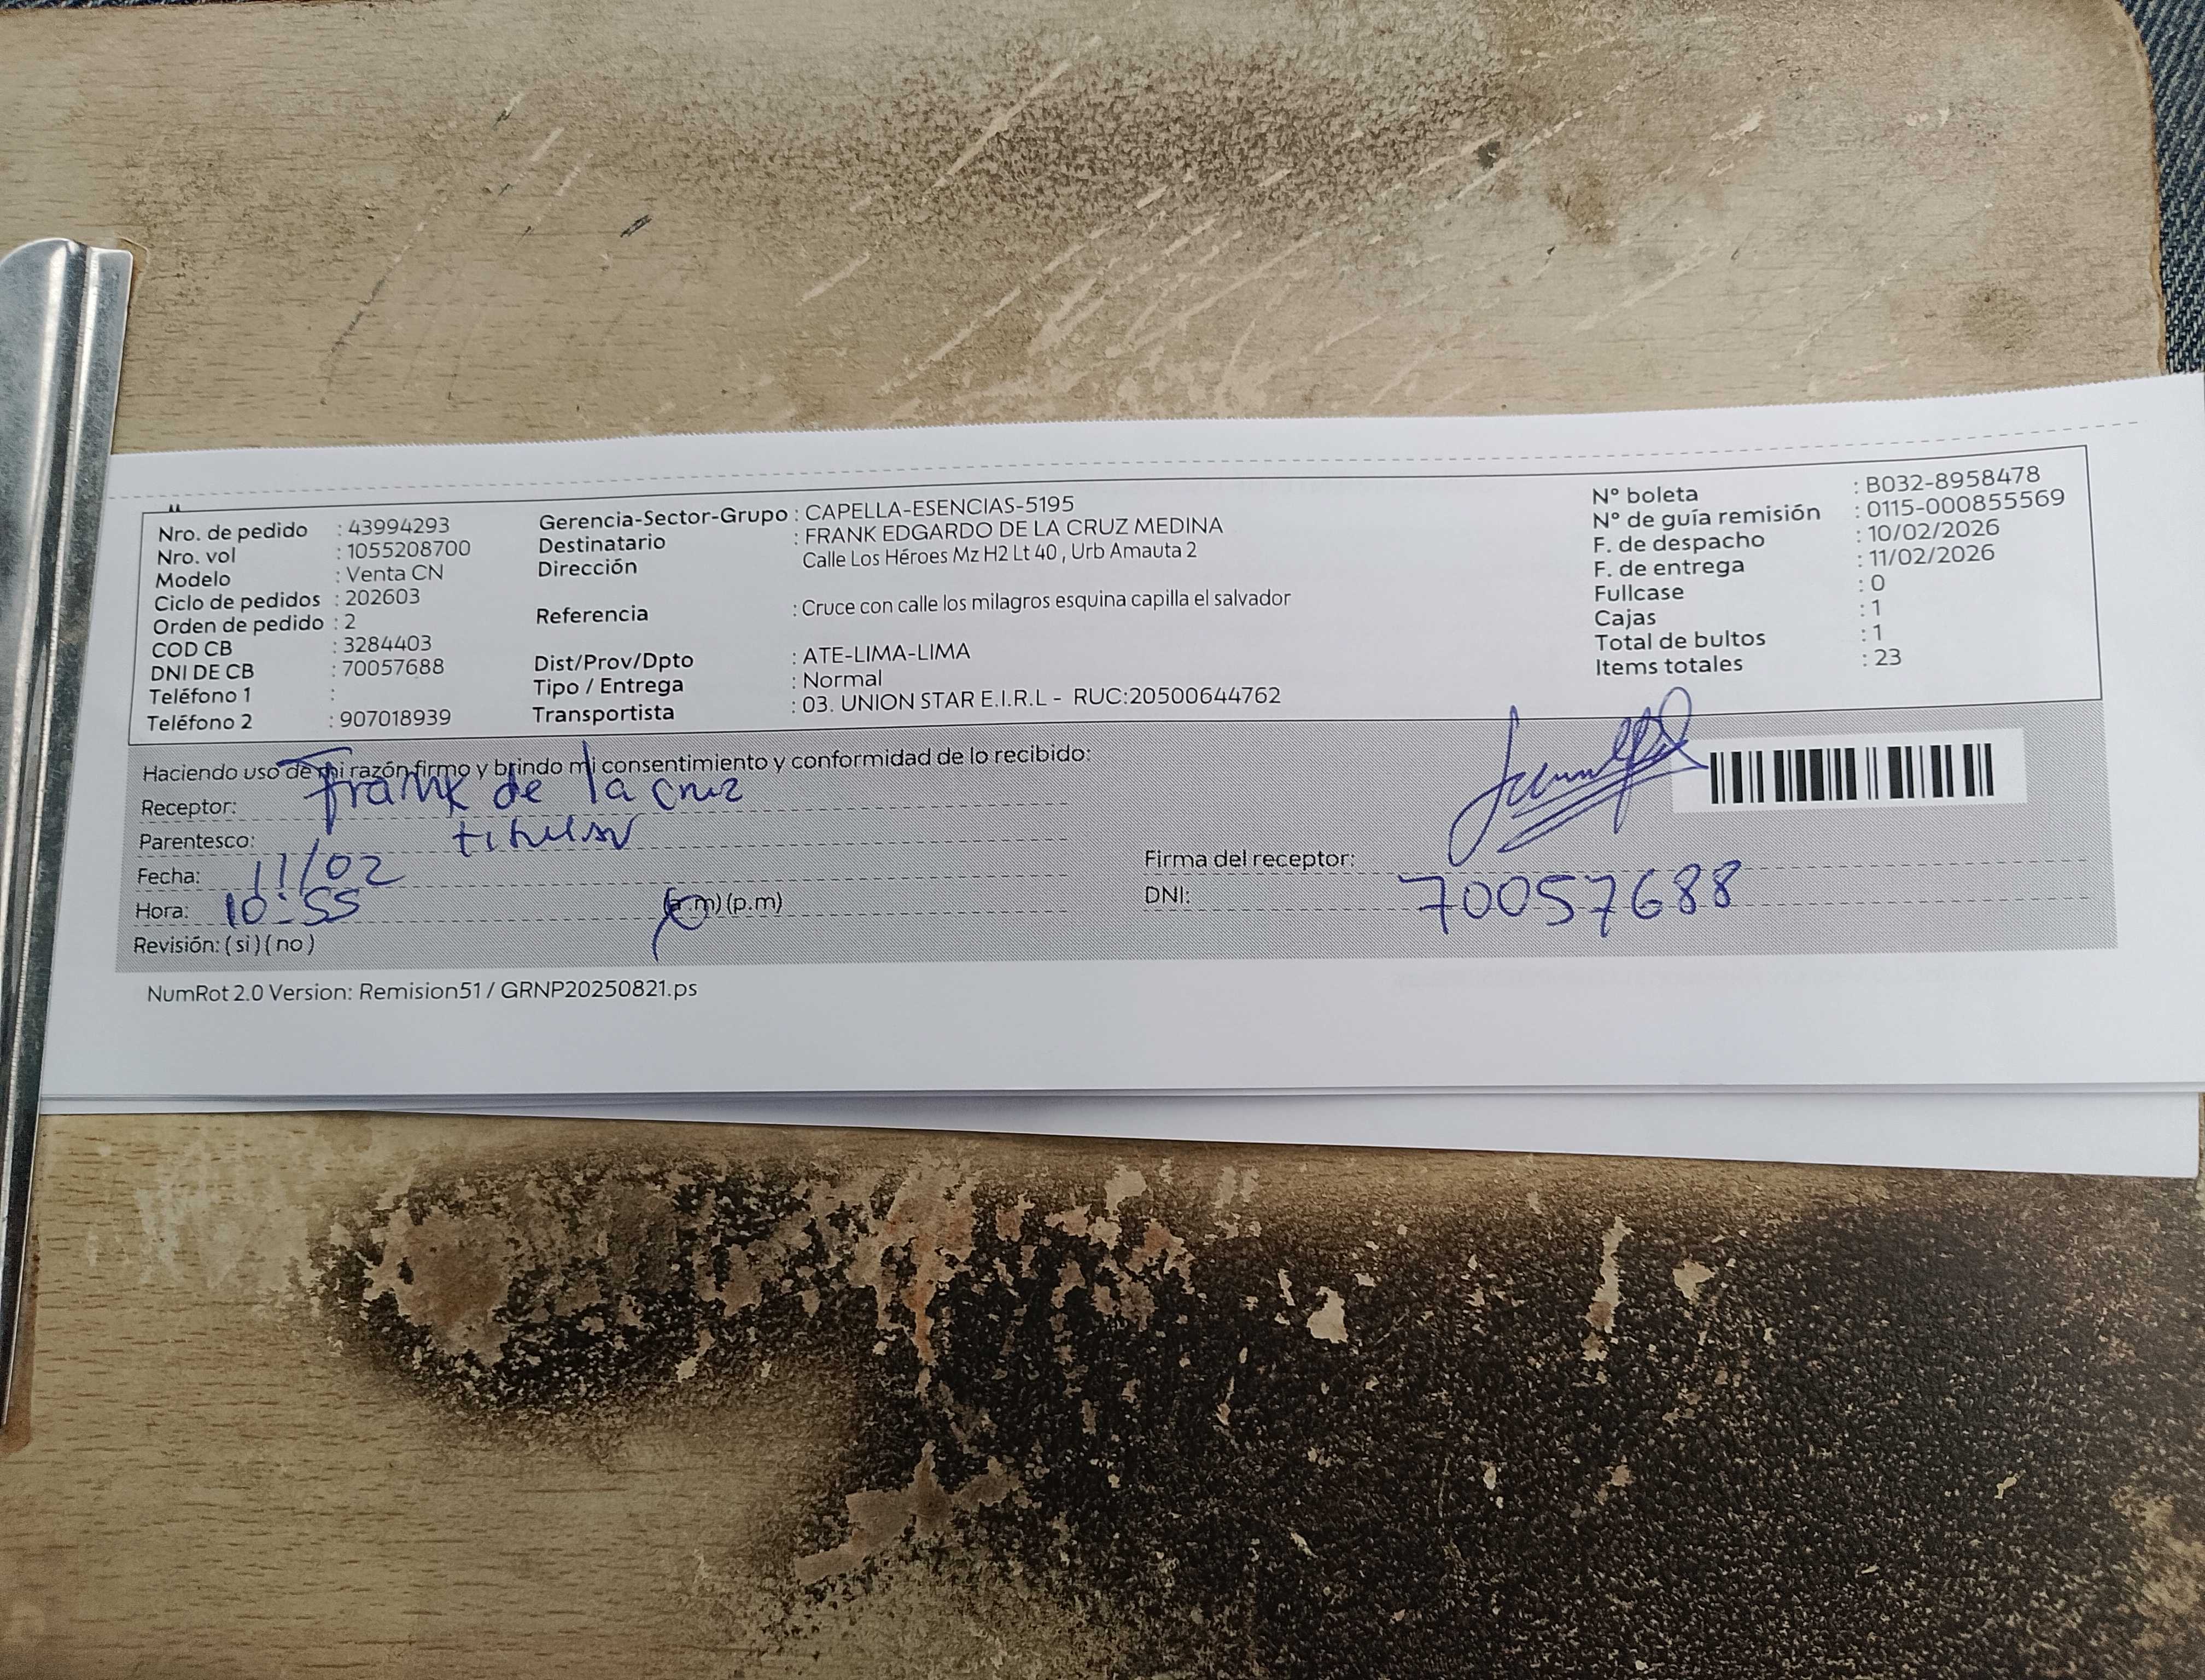 Nro. de pedido : 43994293
Nro. vol : 1055208700
Modelo : Venta CN
Ciclo de pedidos : 202603
Orden de pedido : 2
COD CB : 3284403
DNI DE CB : 70057688
Teléfono 1 :
Teléfono 2 : 907018939
Gerencia-Sector-Grupo : CAPELLA-ESENCIAS-5195
Destinatario : FRANK EDGARDO DE LA CRUZ MEDINA
Dirección Calle Los Héroes Mz H2 Lt 40 , Urb Amauta 2
Referencia : Cruce con calle los milagros esquina capilla el salvador
Dist/Prov/Dpto : ATE-LIMA-LIMA
Tipo / Entrega : Normal
Transportista : 03. UNION STAR E.I.R.L - RUC:20500644762
N° boleta : B032-8958478
N° de guía remisión : 0115-000855569
F. de despacho : 10/02/2026
F. de entrega : 11/02/2026
Fullcase : 0
Cajas : 1
Total de bultos : 1
Items totales : 23
Haciendo uso de mi razón firmo y brindo mi consentimiento y conformidad de lo recibido:
Receptor: Frank de la cruz
Parentesco: titular
Fecha: 11/02
Hora: 10:55 (a.m)(p.m)
Revisión: (si)(no)
Firma del receptor:
DNI: 70057688
NumRot 2.0 Version: Remision51 / GRNP20250821.ps